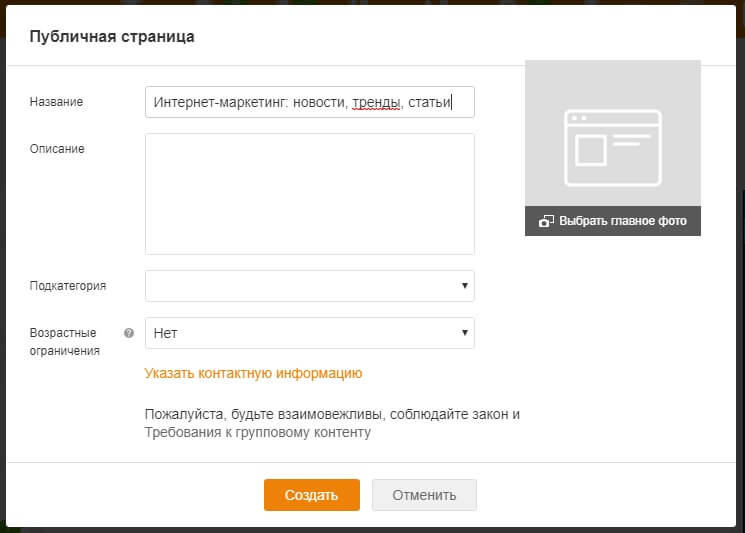 Публичная страница
Название
Интернет-маркетинг: новости, тренды, статьи
Описание
Выбрать главное фото
Подкатегория
Возрастные
ограничения
?
Нет
Указать контактную информацию
Пожалуйста, будьте взаимовежливы, соблюдайте закон и
Требования к групповому контенту
Создать
Отменить